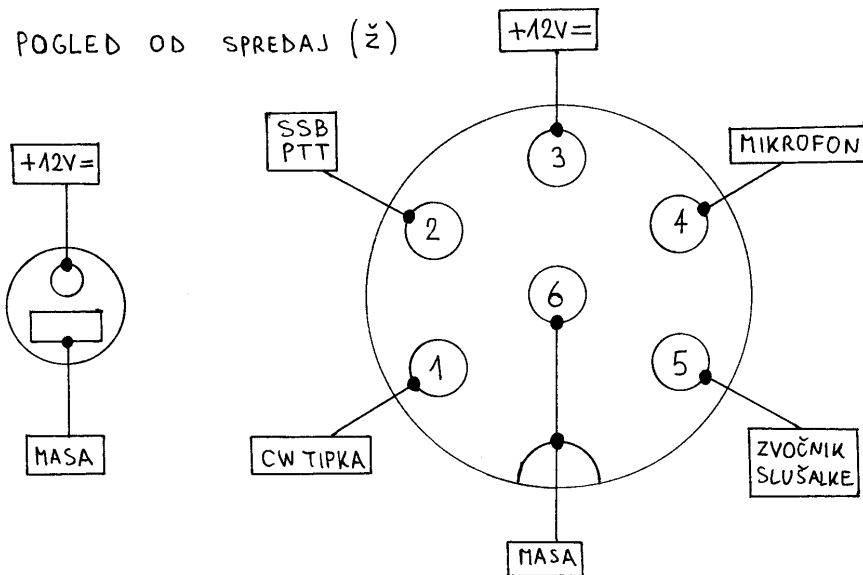 POGLED OD SPREDAJ (Ž)
+12V=
+12V=
SSB
PTT
MIKROFON
3
2
4
6
1
5
MASA
CW TIPKA
ZVOČNIK
SLUŠALKE
MASA